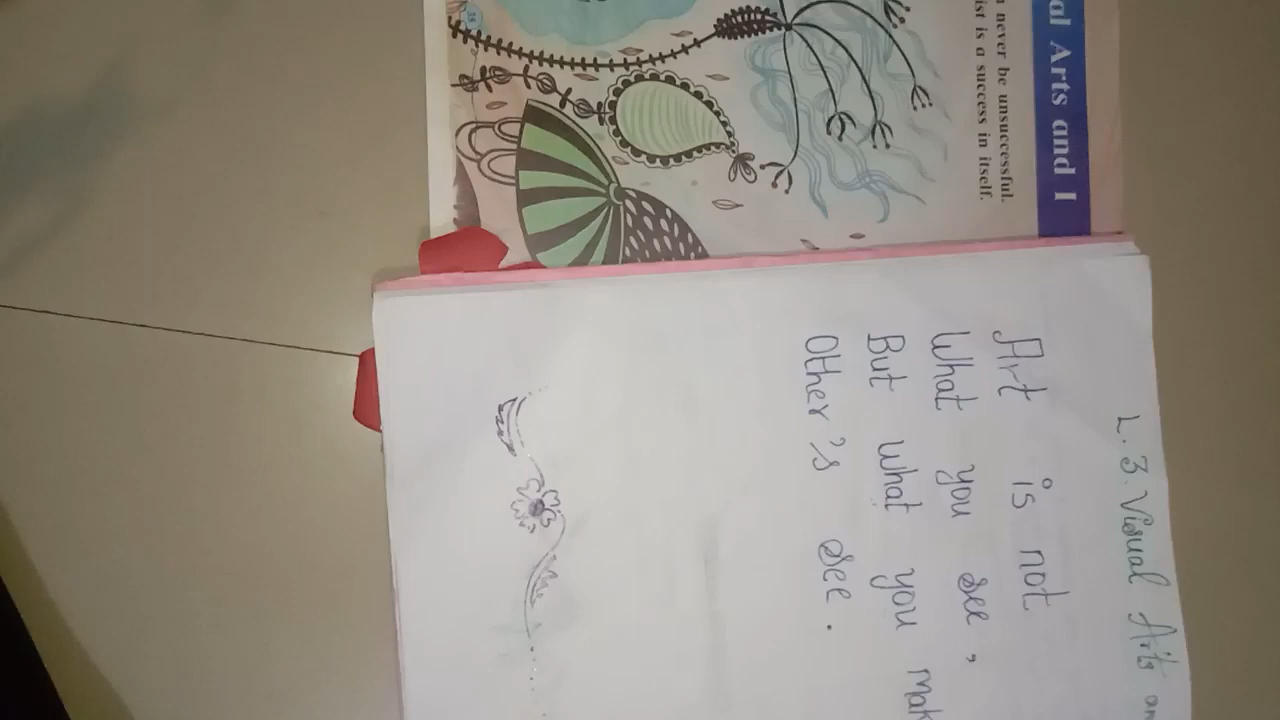 al Arts and I
never be unsuccessful.
ist is a success in itself.
L.3. Visual Arts an
Art is not
What you see,
But what you mak
Other's see.